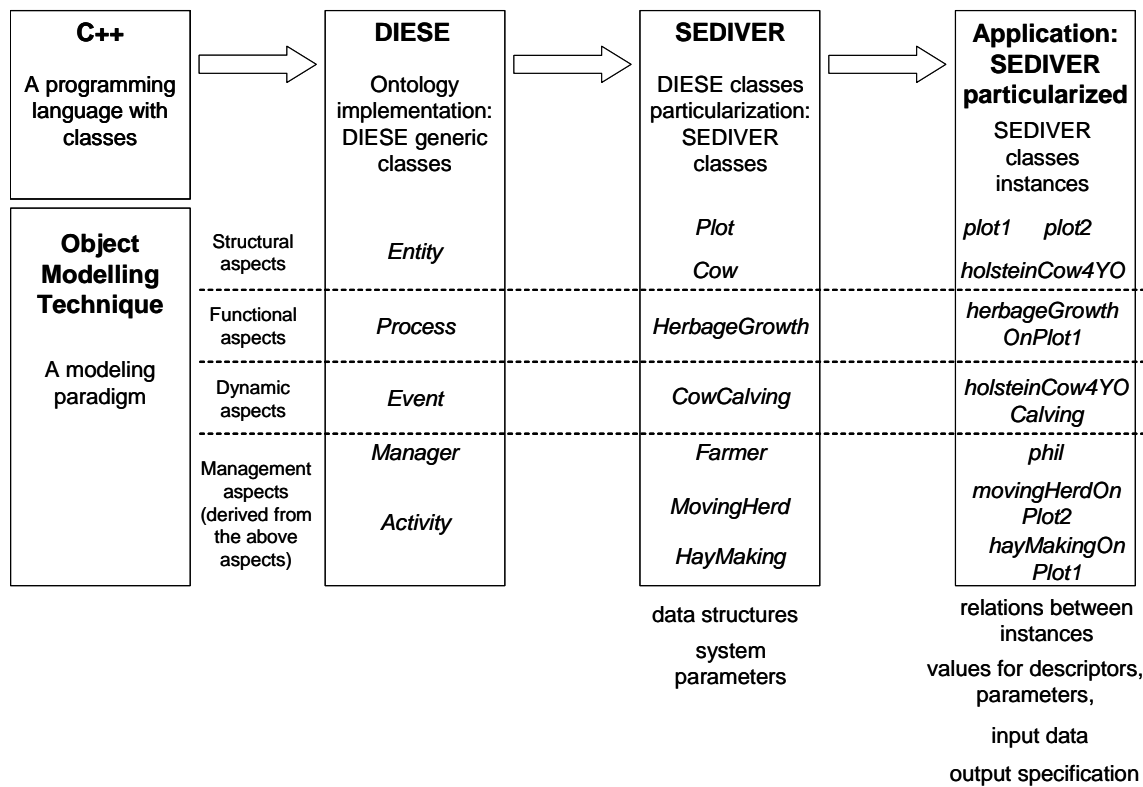 C++
A programming
language with
classes
Object
Modelling
Technique
A modeling
paradigm
Structural
aspects
Functional
aspects
Dynamic
aspects
Management
aspects
(derived from
the above
aspects)
DIESE
Ontology
implementation:
DIESE generic
classes
Entity
Process
Event
Manager
Activity
SEDIVER
DIESE classes
particularization:
SEDIVER
classes
Plot
Cow
HerbageGrowth
CowCalving
Farmer
MovingHerd
HayMaking
data structures
system
parameters
Application:
SEDIVER
particularized
SEDIVER
classes
instances
plot1 plot2
holsteinCow4YO
herbageGrowth
OnPlot1
holsteinCow4YO
Calving
phil
movingHerdOn
Plot2
hayMakingOn
Plot1
relations between
instances
values for descriptors,
parameters,
input data
output specification